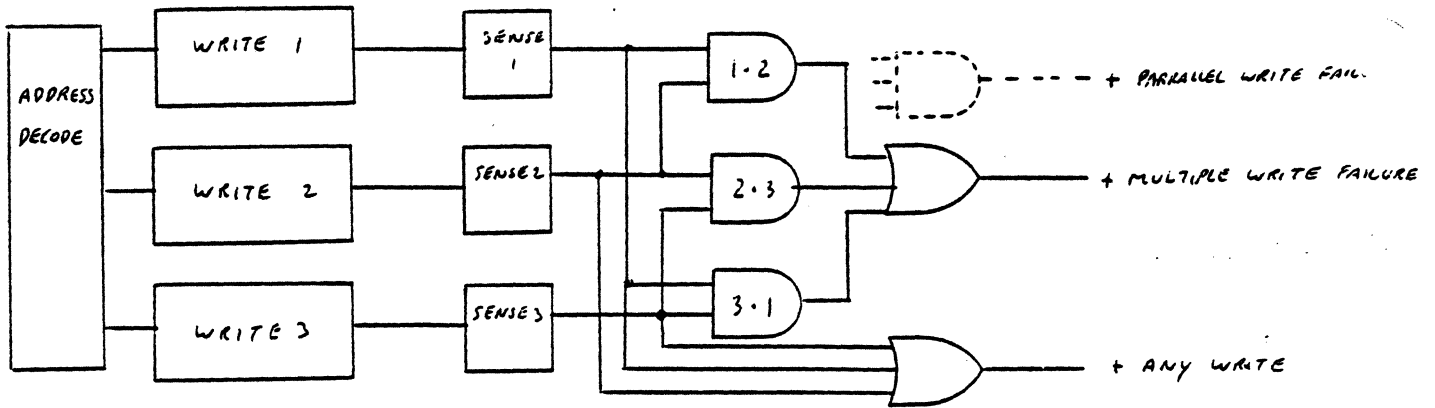 ADDRESS
DECODE
WRITE 1
WRITE 2
WRITE 3
SENSE
1
SENSE 2
SENSE 3
1 • 2
2 • 3
3 • 1
+ PARALLEL WRITE FAIL.
+ MULTIPLE WRITE FAILURE
+ ANY WRITE